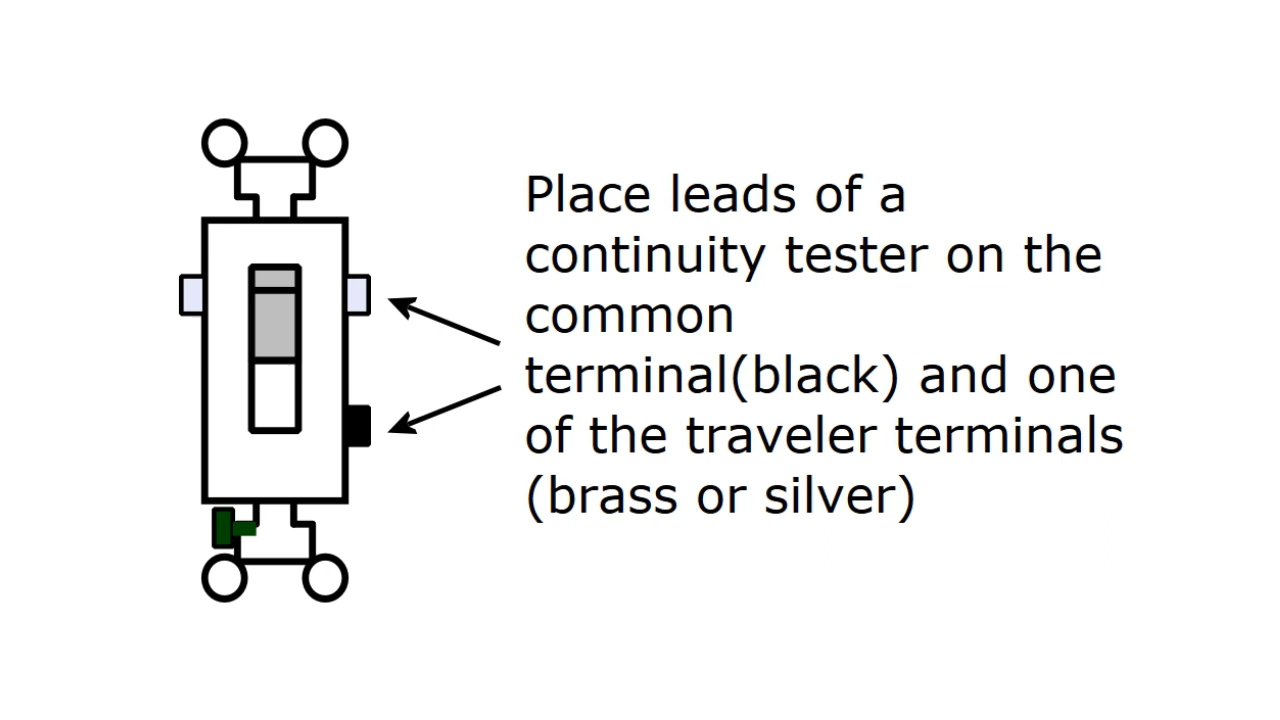 Place leads of a
continuity tester on the
common
terminal(black) and one
of the traveler terminals
(brass or silver)